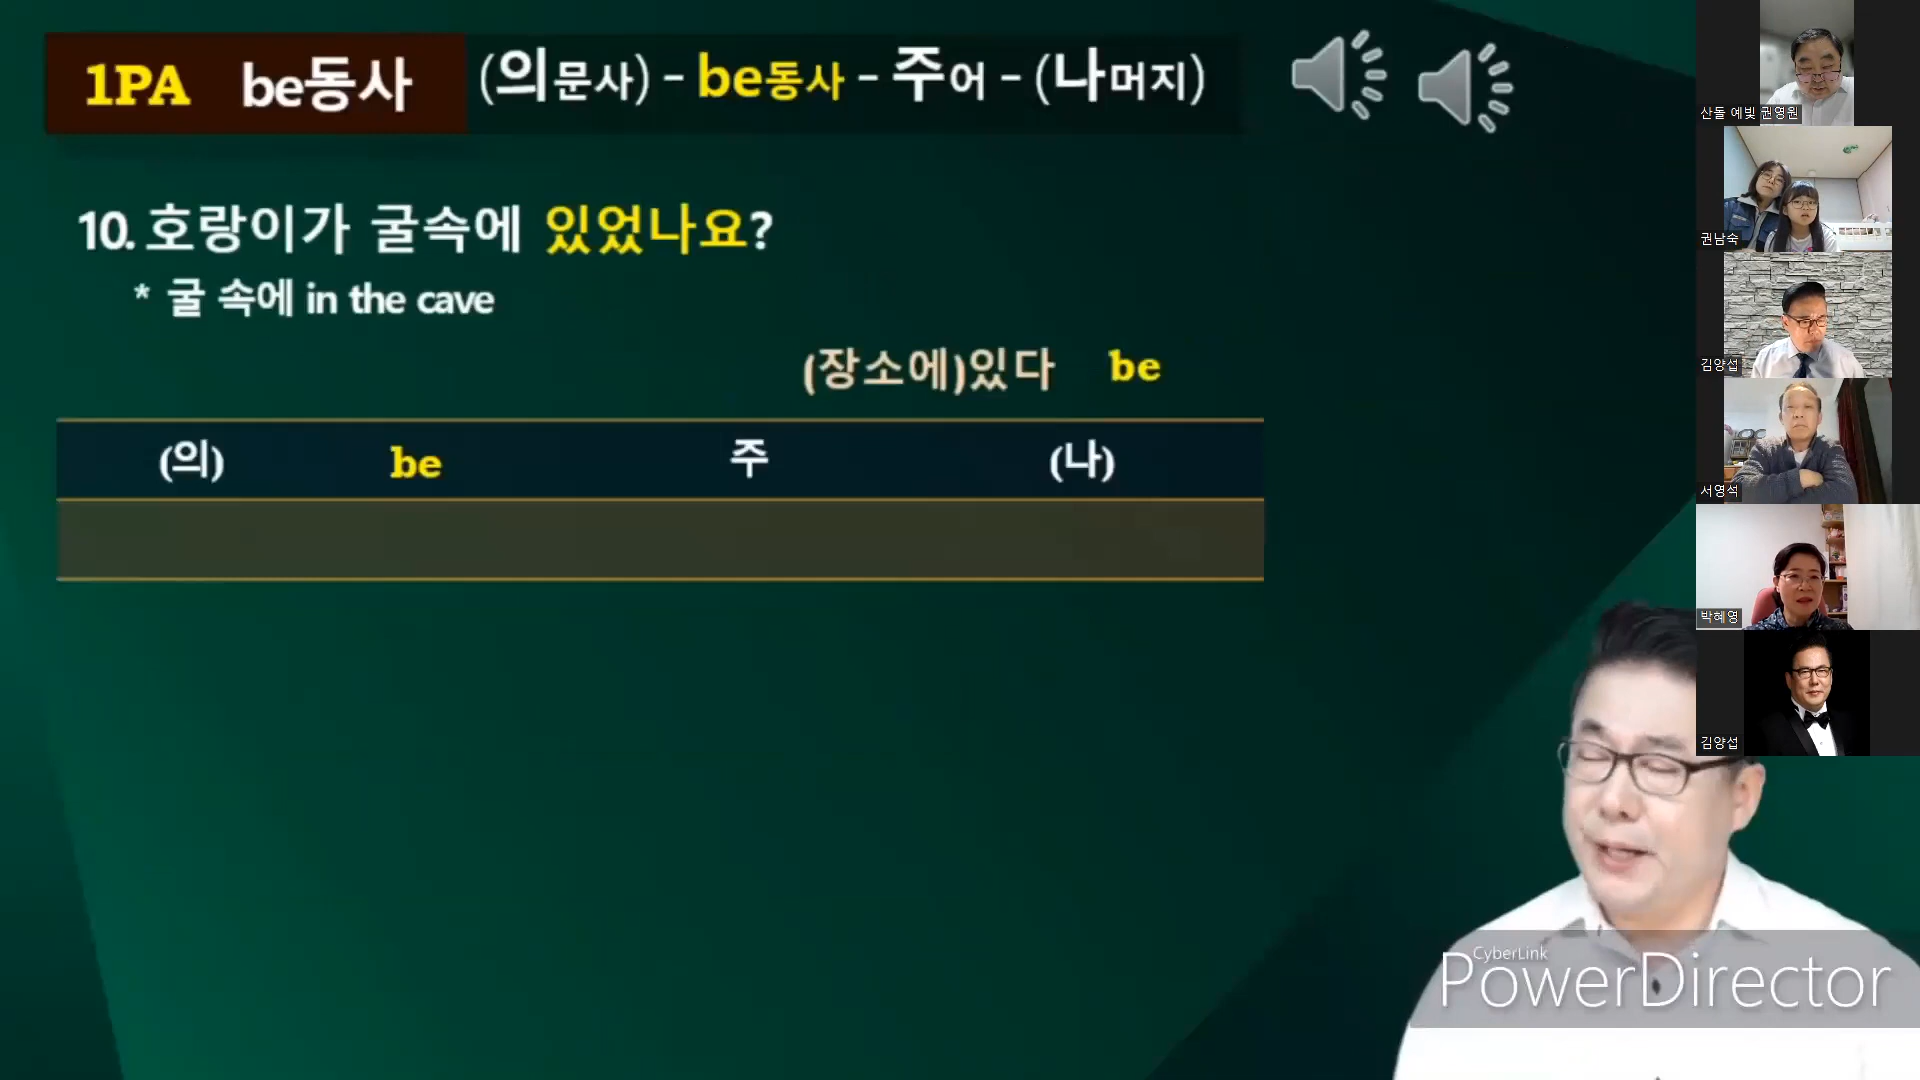 1PA be동사 (의문사) - be동사 - 주어 - (나머지)
10. 호랑이가 굴속에 있었나요?
* 굴 속에 in the cave
(장소에)있다 be
(의) be 주 (나)
산돌 예빛 권영원
권남숙
김양섭
서영석
박혜영
김양섭
CyberLink
PowerDirector